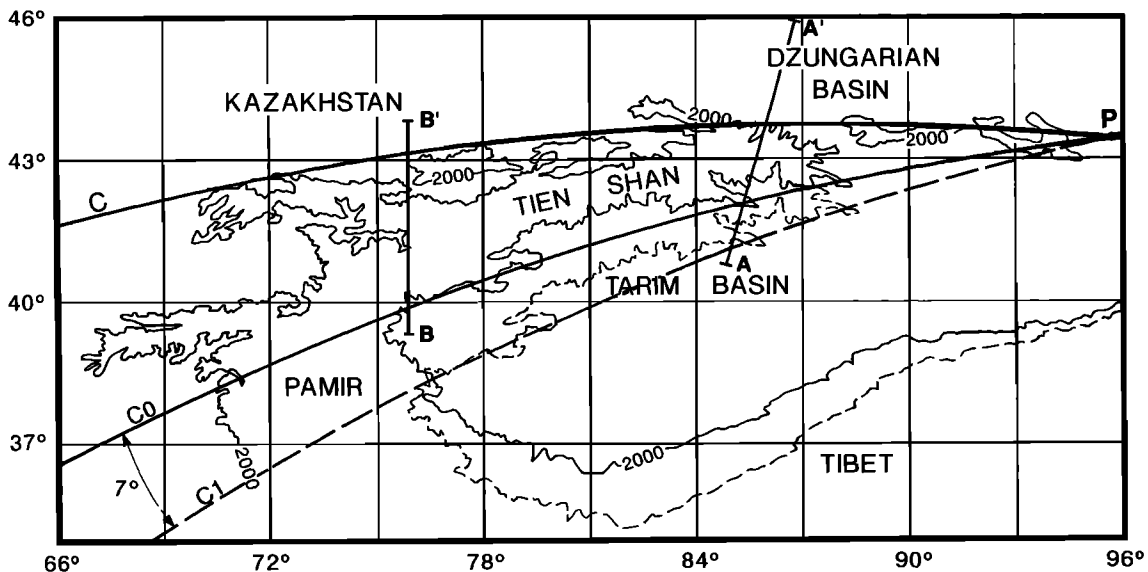 46°
A'
DZUNGARIAN
BASIN
KAZAKHSTAN
B'
2000
P
2000
43°
2000
TIEN SHAN
C
A
TARIM BASIN
40°
B
PAMIR
C0
37°
2000
2000
TIBET
7°
C1
66° 72° 78° 84° 90° 96°